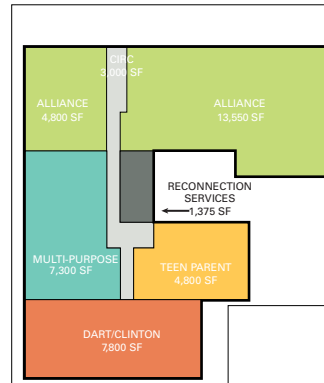 CIRC
3,000 SF
ALLIANCE
4,800 SF
ALLIANCE
13,550 SF
RECONNECTION
SERVICES
1,375 SF
MULTI-PURPOSE
7,300 SF
TEEN PARENT
4,800 SF
DART/CLINTON
7,800 SF